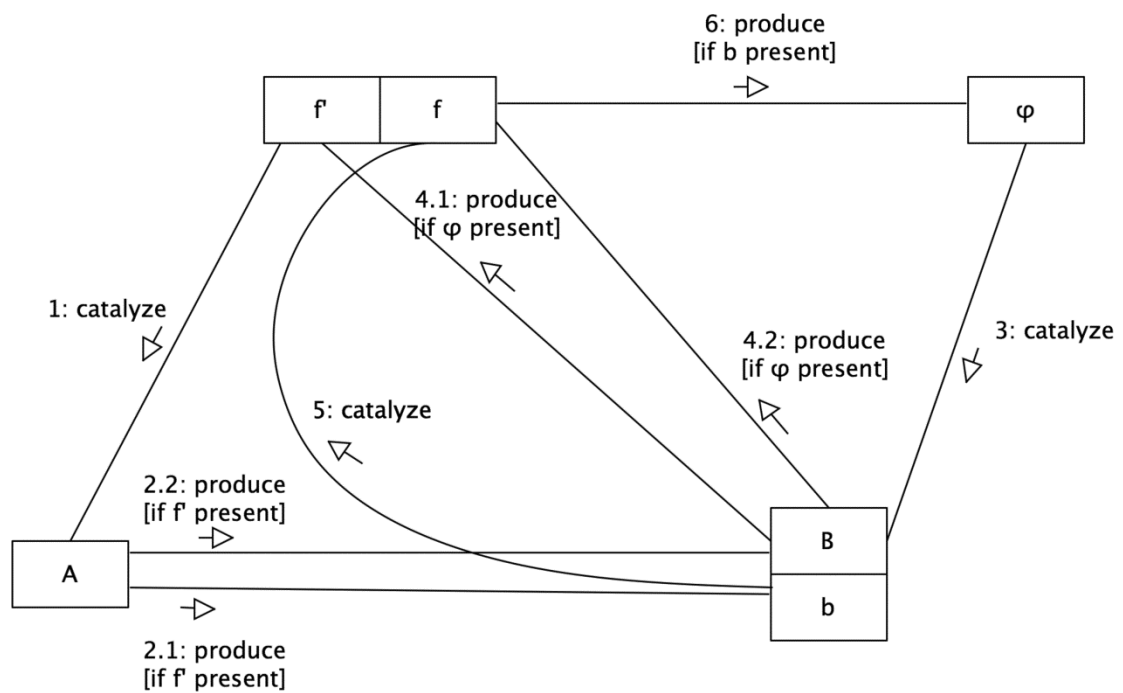 6: produce
[if b present]
f'
f
φ
4.1: produce
[if φ present]
1: catalyze
4.2: produce
[if φ present]
3: catalyze
5: catalyze
2.2: produce
[if f' present]
A
B
b
2.1: produce
[if f' present]